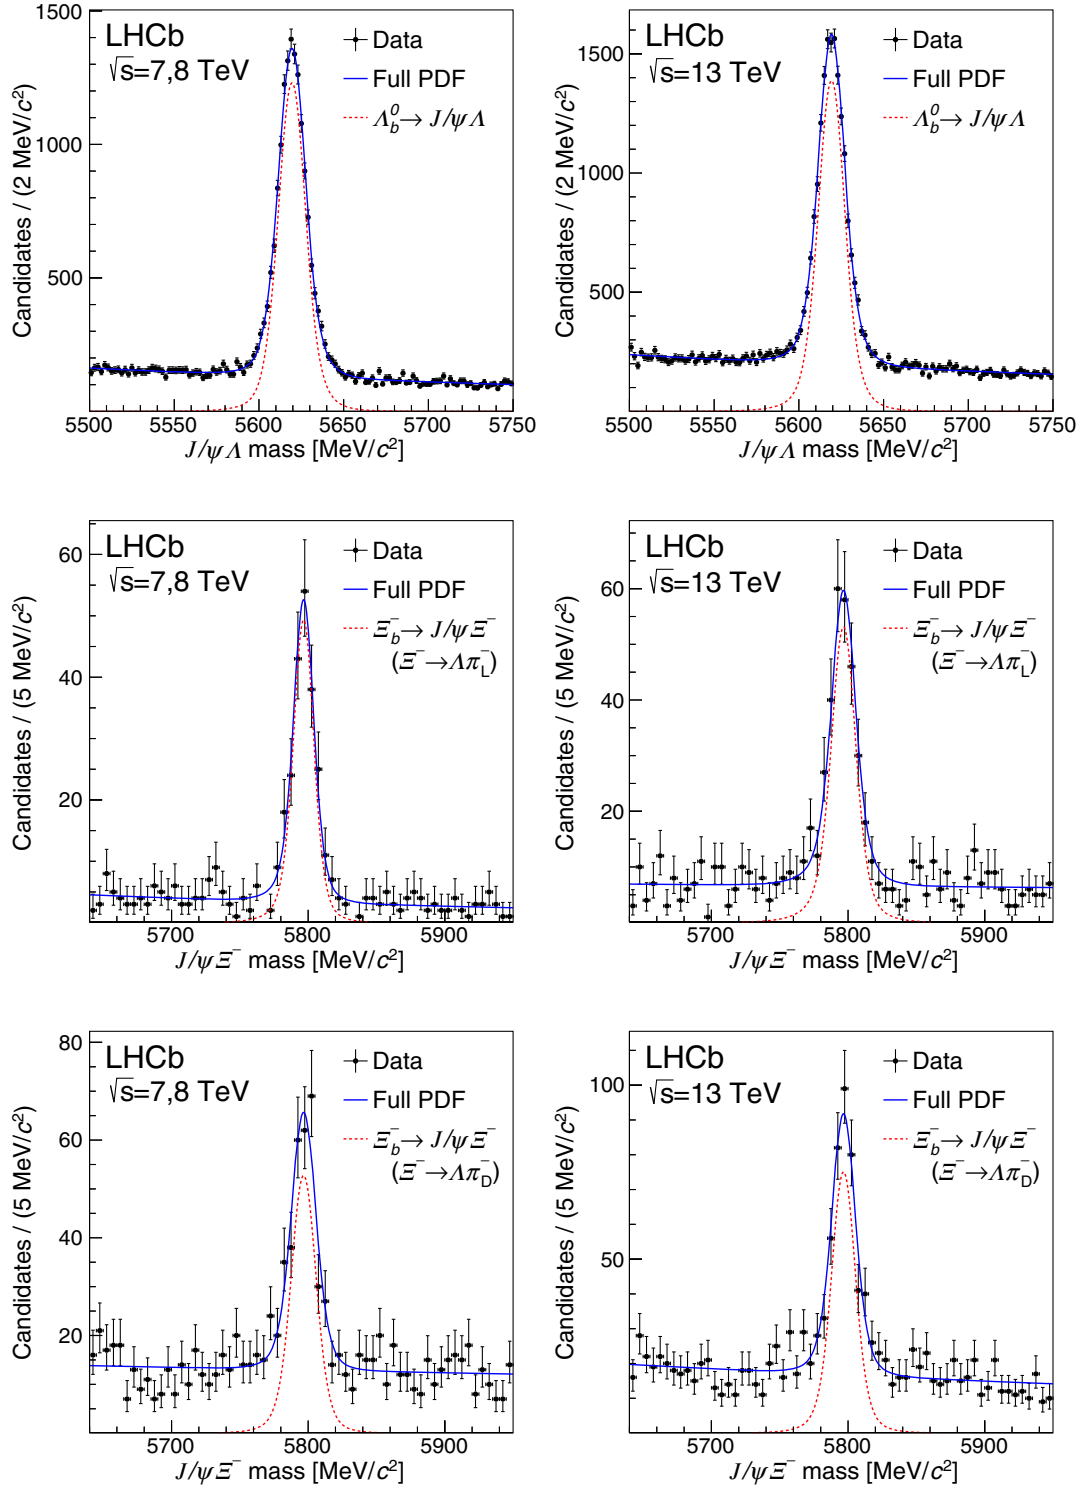 LHCb
√s=7,8 TeV
Data
Full PDF
Λ⁰_b→ J/ψΛ
Candidates / (2 MeV/c²)
1500
1000
500
5500 5550 5600 5650 5700 5750
J/ψΛ mass [MeV/c²]
LHCb
√s=13 TeV
Data
Full PDF
Λ⁰_b→ J/ψΛ
Candidates / (2 MeV/c²)
1500
1000
500
5500 5550 5600 5650 5700 5750
J/ψΛ mass [MeV/c²]
LHCb
√s=7,8 TeV
Data
Full PDF
Ξ⁻_b→ J/ψΞ⁻
(Ξ⁻→Λπ⁻_L)
Candidates / (5 MeV/c²)
60
40
20
5700 5800 5900
J/ψΞ⁻ mass [MeV/c²]
LHCb
√s=13 TeV
Data
Full PDF
Ξ⁻_b→ J/ψΞ⁻
(Ξ⁻→Λπ⁻_L)
Candidates / (5 MeV/c²)
60
40
20
5700 5800 5900
J/ψΞ⁻ mass [MeV/c²]
LHCb
√s=7,8 TeV
Data
Full PDF
Ξ⁻_b→ J/ψΞ⁻
(Ξ⁻→Λπ⁻_D)
Candidates / (5 MeV/c²)
80
60
40
20
5700 5800 5900
J/ψΞ⁻ mass [MeV/c²]
LHCb
√s=13 TeV
Data
Full PDF
Ξ⁻_b→ J/ψΞ⁻
(Ξ⁻→Λπ⁻_D)
Candidates / (5 MeV/c²)
100
50
5700 5800 5900
J/ψΞ⁻ mass [MeV/c²]